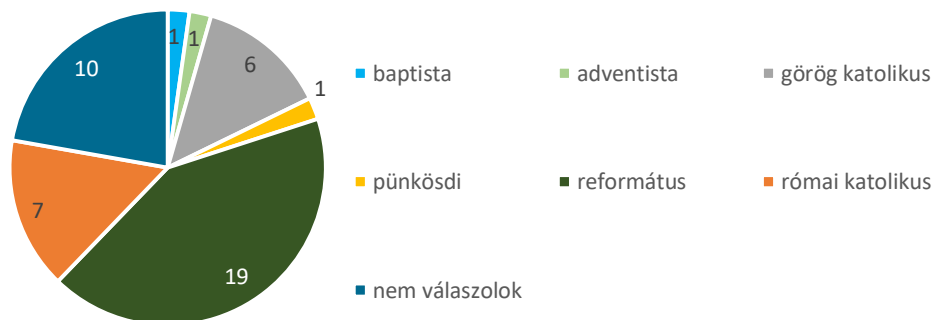 1
1
6
1
10
7
19
baptista
adventista
görög katolikus
pünkösdi
református
római katolikus
nem válaszolok